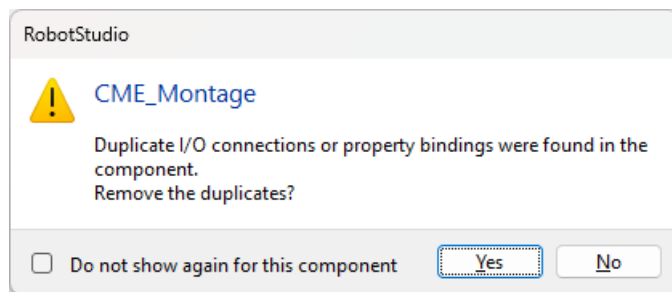 RobotStudio
CME_Montage
Duplicate I/O connections or property bindings were found in the
component.
Remove the duplicates?
Do not show again for this component
Yes
No